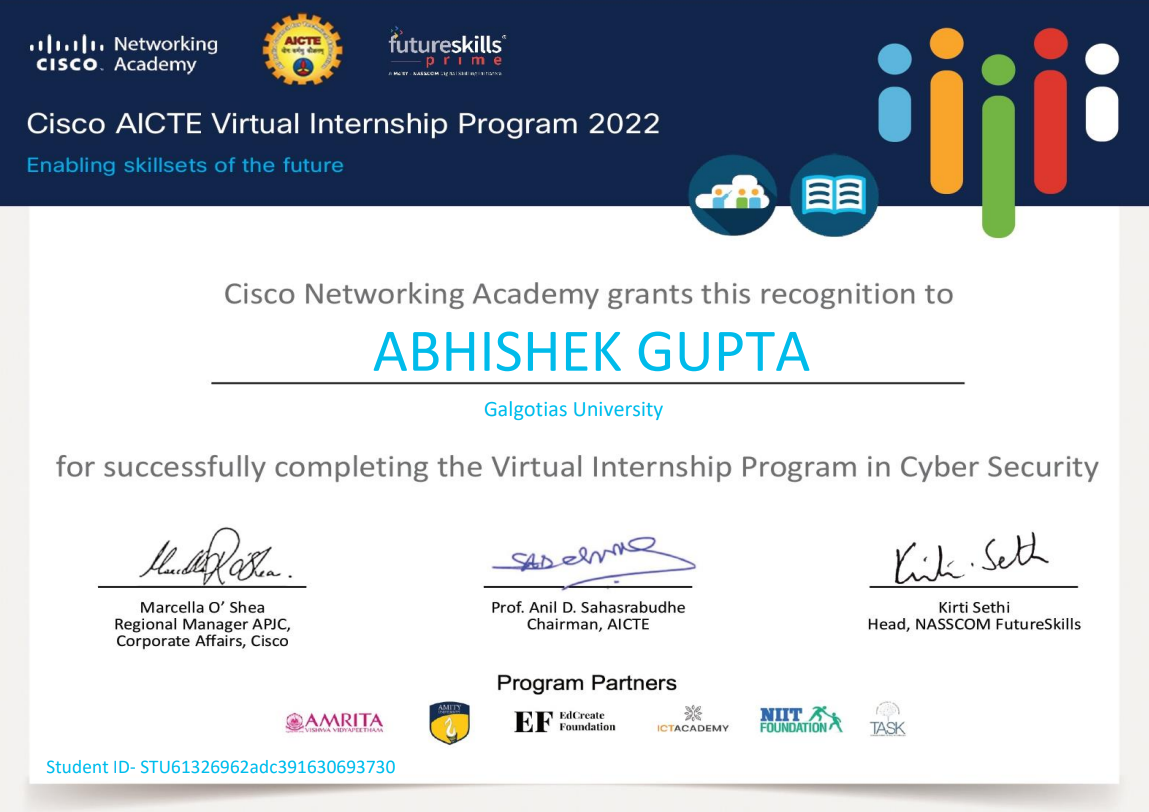 Networking
CISCO Academy
AICTE
futureskills
prime
Cisco AICTE Virtual Internship Program 2022
Enabling skillsets of the future
Cisco Networking Academy grants this recognition to
ABHISHEK GUPTA
Galgotias University
for successfully completing the Virtual Internship Program in Cyber Security
Kirti Seth
Marcella O’ Shea
Regional Manager APJC,
Corporate Affairs, Cisco
Prof. Anil D. Sahasrabudhe
Chairman, AICTE
Kirti Sethi
Head, NASSCOM FutureSkills
Program Partners
AMRITA
VISHWA VIDYAPEETHAM
AMITY
UNIVERSITY
EF EdCreate
Foundation
ICTACADEMY
NIIT
FOUNDATION
TASK
Student ID- STU61326962adc391630693730